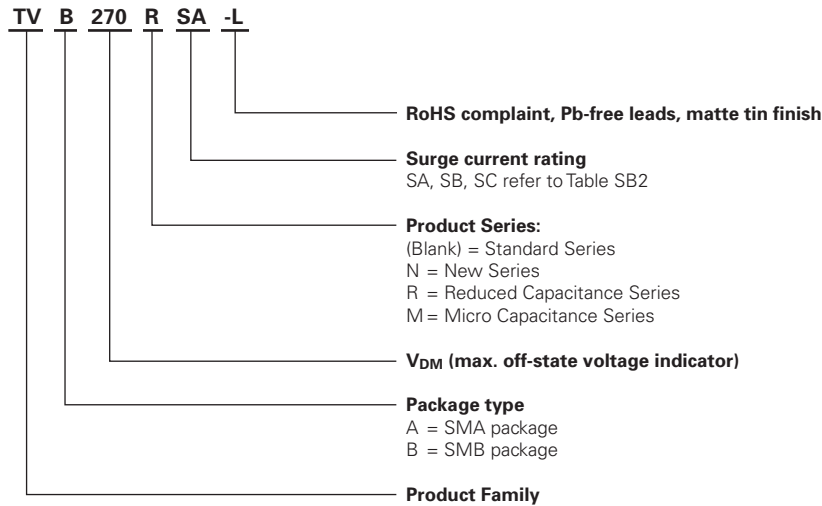 TV B 270 R SA -L
RoHS complaint, Pb-free leads, matte tin finish
Surge current rating
SA, SB, SC refer to Table SB2
Product Series:
(Blank) = Standard Series
N = New Series
R = Reduced Capacitance Series
M = Micro Capacitance Series
VDM (max. off-state voltage indicator)
Package type
A = SMA package
B = SMB package
Product Family